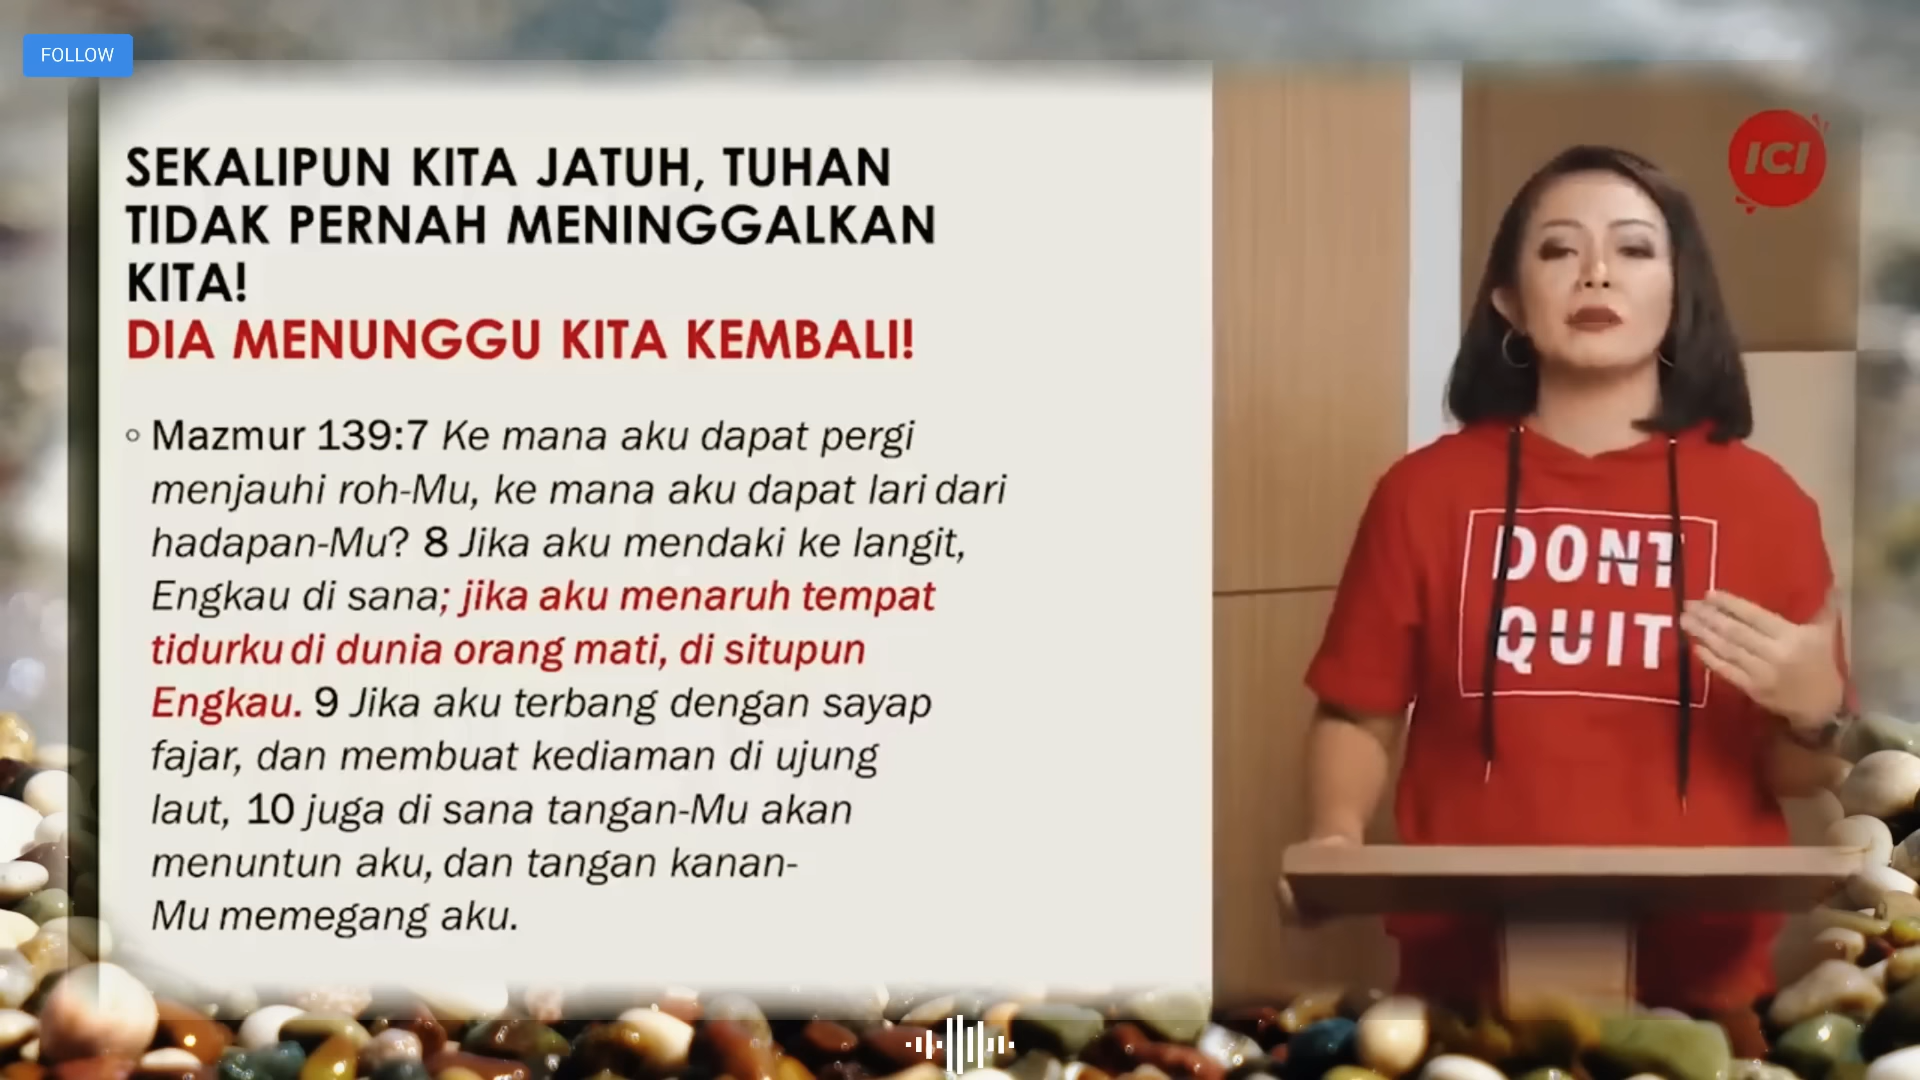 FOLLOW
SEKALIPUN KITA JATUH, TUHAN
TIDAK PERNAH MENINGGALKAN
KITA!
DIA MENUNGGU KITA KEMBALI!
Mazmur 139:7 Ke mana aku dapat pergi
menjauhi roh-Mu, ke mana aku dapat lari dari
hadapan-Mu? 8 Jika aku mendaki ke langit,
Engkau di sana; jika aku menaruh tempat
tidurku di dunia orang mati, di situpun
Engkau. 9 Jika aku terbang dengan sayap
fajar, dan membuat kediaman di ujung
laut, 10 juga di sana tangan-Mu akan
menuntun aku, dan tangan kanan-
Mu memegang aku.
ICI
DONT
QUIT